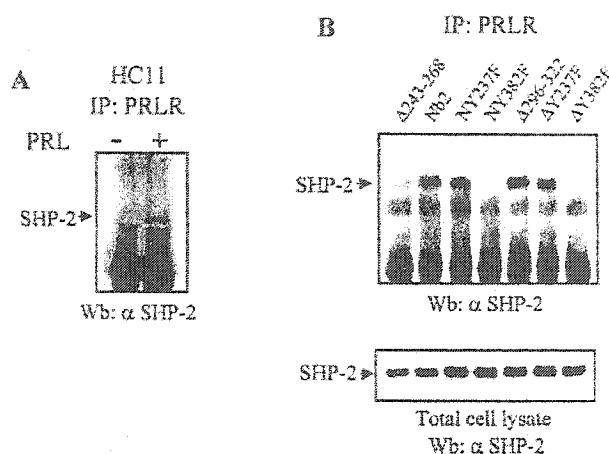 A
HC11
IP: PRLR
PRL - +
SHP-2
Wb: α SHP-2
B
IP: PRLR
Δ243-268 Nb2 NY237F NY382F Δ296-322 ΔY237F ΔY382F
SHP-2
Wb: α SHP-2
SHP-2
Total cell lysate
Wb: α SHP-2